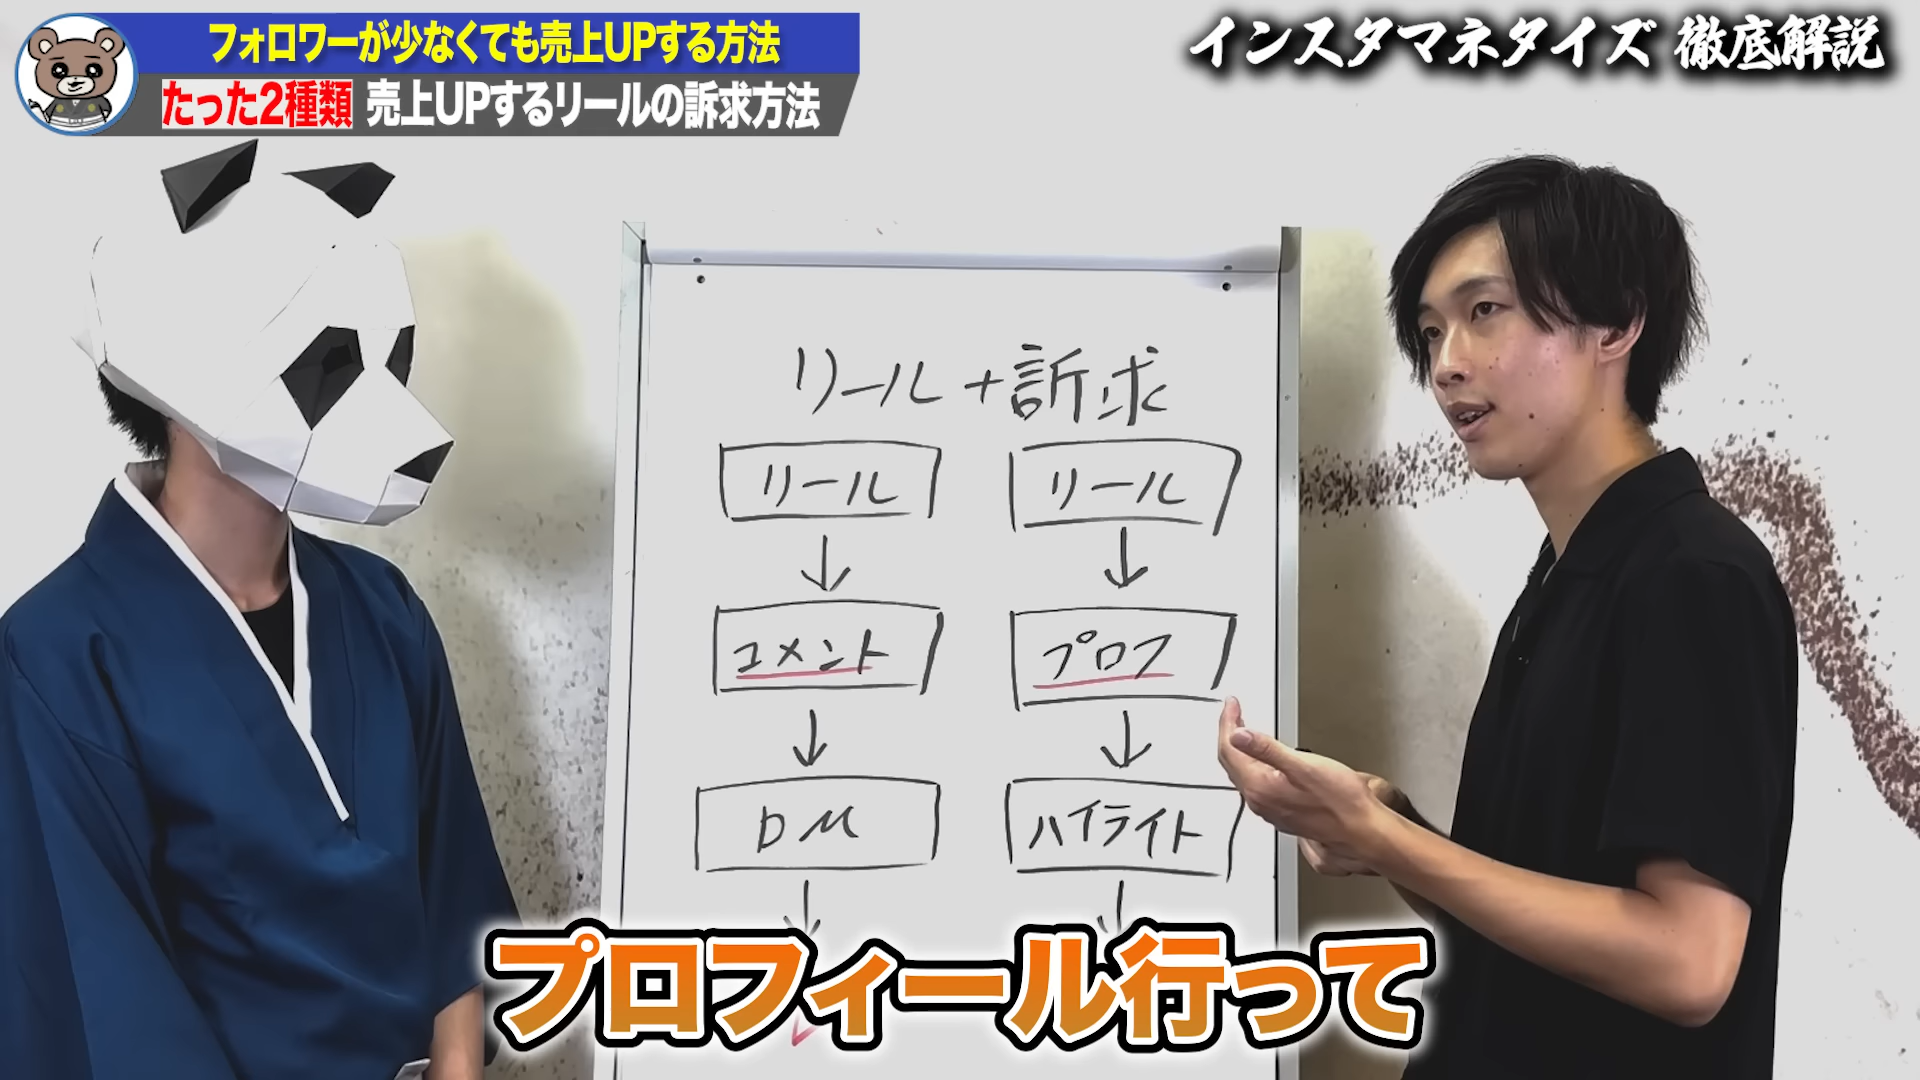 フォロワーが少なくても売上UPする方法
たった2種類 売上UPするリールの訴求方法
インスタマネタイズ 徹底解説
リール+訴求
リール
リール
↓
↓
コメント
プロフ
↓
↓
DM
ハイライト
↓
↓
プロフィール行って